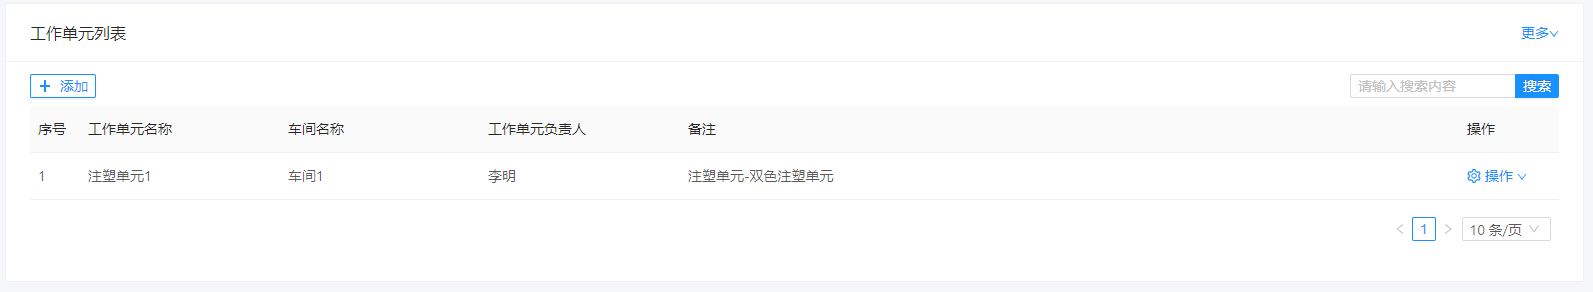 工作单元列表 更多
添加 请输入搜索内容 搜索
序号 工作单元名称 车间名称 工作单元负责人 备注 操作
1 注塑单元1 车间1 李明 注塑单元-双色注塑单元 操作
1 10 条/页